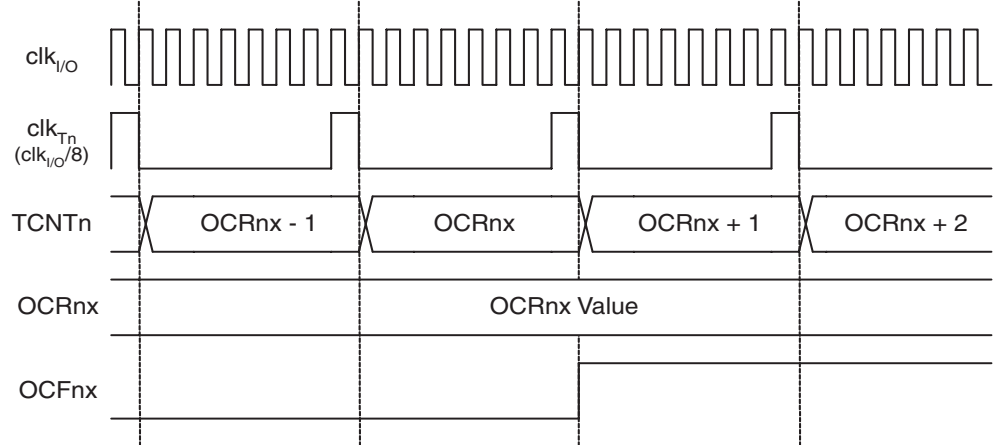 clkI/O
clkTn
(clkI/O/8)
TCNTn OCRnx - 1 OCRnx OCRnx + 1 OCRnx + 2
OCRnx OCRnx Value
OCFnx